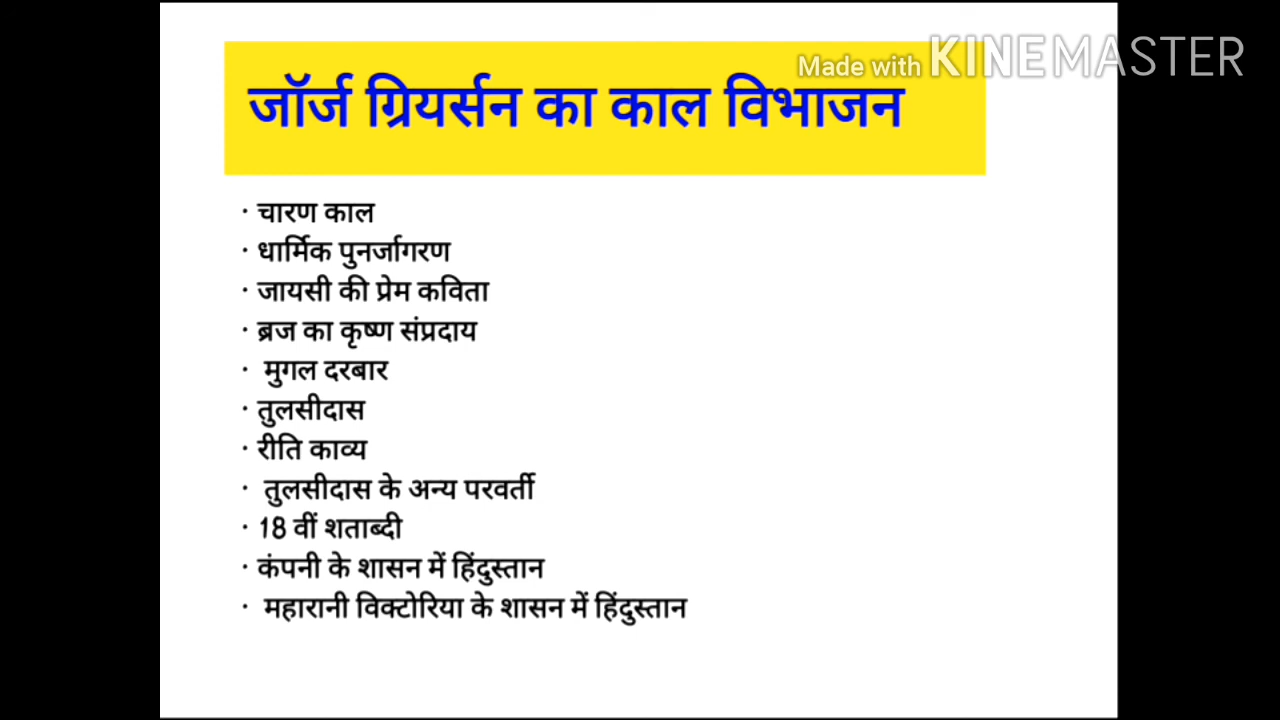 Made with KINEMASTER
जॉर्ज ग्रियर्सन का काल विभाजन
· चारण काल
· धार्मिक पुनर्जागरण
· जायसी की प्रेम कविता
· ब्रज का कृष्ण संप्रदाय
· मुगल दरबार
· तुलसीदास
· रीति काव्य
· तुलसीदास के अन्य परवर्ती
· 18 वीं शताब्दी
· कंपनी के शासन में हिंदुस्तान
· महारानी विक्टोरिया के शासन में हिंदुस्तान